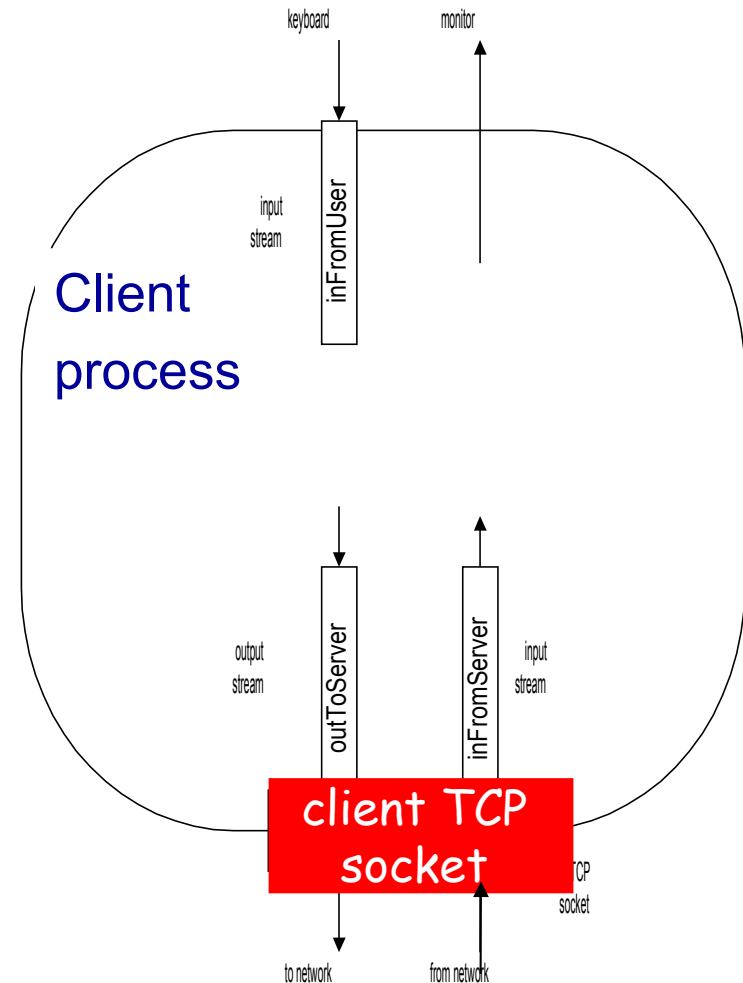 keyboard
monitor
input
stream
inFromUser
Client
process
output
stream
outToServer
inFromServer
input
stream
client TCP
socket
TCP
socket
to network
from network